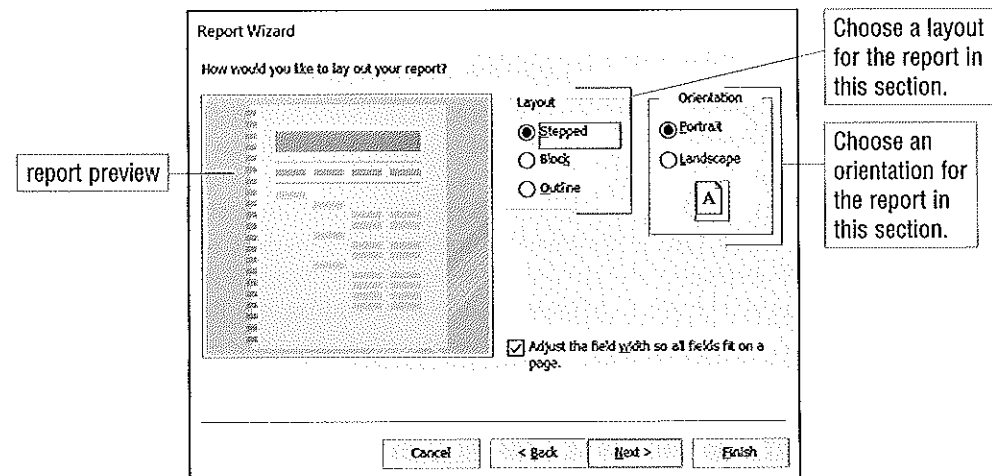 Report Wizard
How would you like to lay out your report?
report preview
Layout
Stepped
Block
Outline
Orientation
Portrait
Landscape
A
Adjust the field width so all fields fit on a
page.
Cancel
< Back
Next >
Finish
Choose a layout
for the report in
this section.
Choose an
orientation for
the report in
this section.